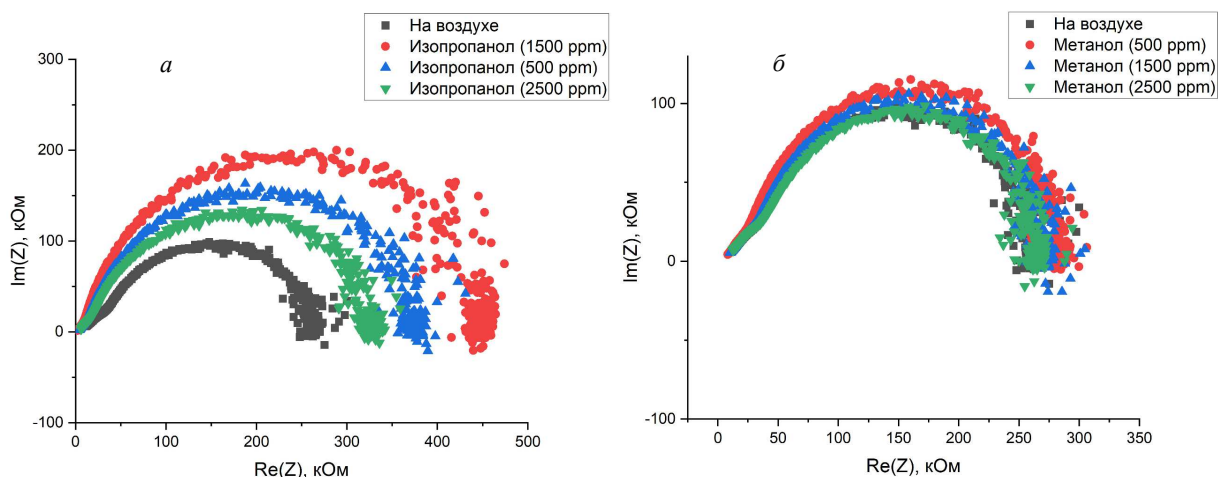 а
На воздухе
Изопропанол (1500 ppm)
Изопропанол (500 ppm)
Изопропанол (2500 ppm)
300
200
100
0
-100
Im(Z), кОм
0
100
200
300
400
500
Re(Z), кОм
б
На воздухе
Метанол (500 ppm)
Метанол (1500 ppm)
Метанол (2500 ppm)
100
0
-100
Im(Z), кОм
0
50
100
150
200
250
300
350
Re(Z), кОм